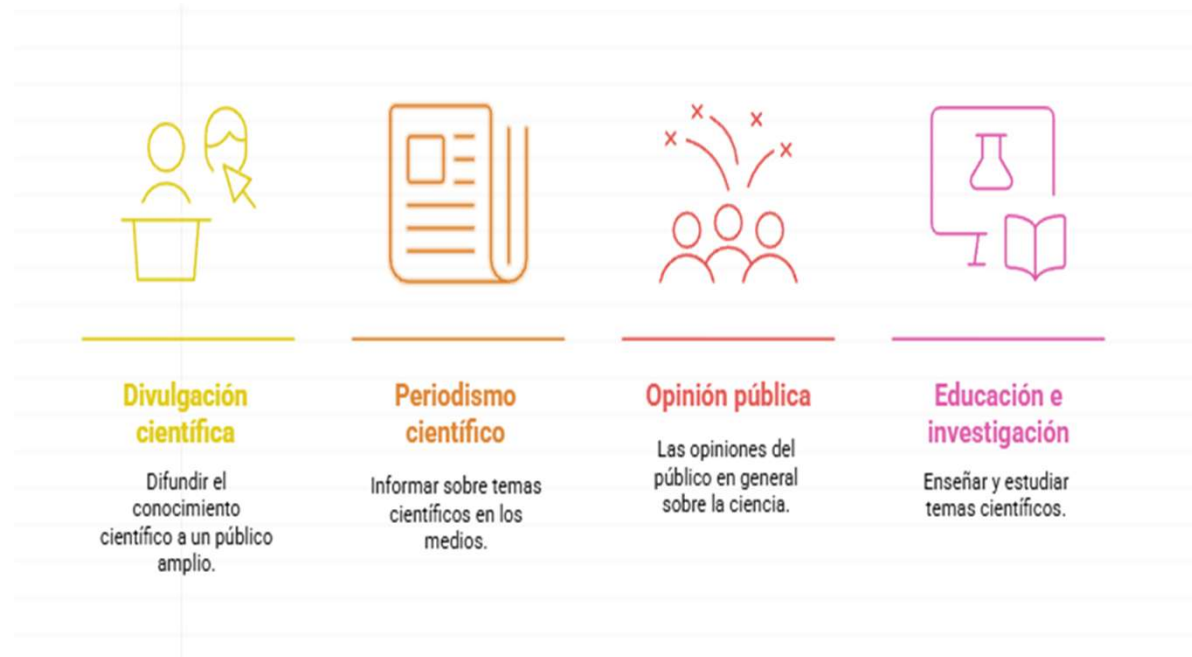 Divulgación
científica
Difundir el
conocimiento
científico a un público
amplio.
Periodismo
científico
Informar sobre temas
científicos en los
medios.
Opinión pública
Las opiniones del
público en general
sobre la ciencia.
Educación e
investigación
Enseñar y estudiar
temas científicos.